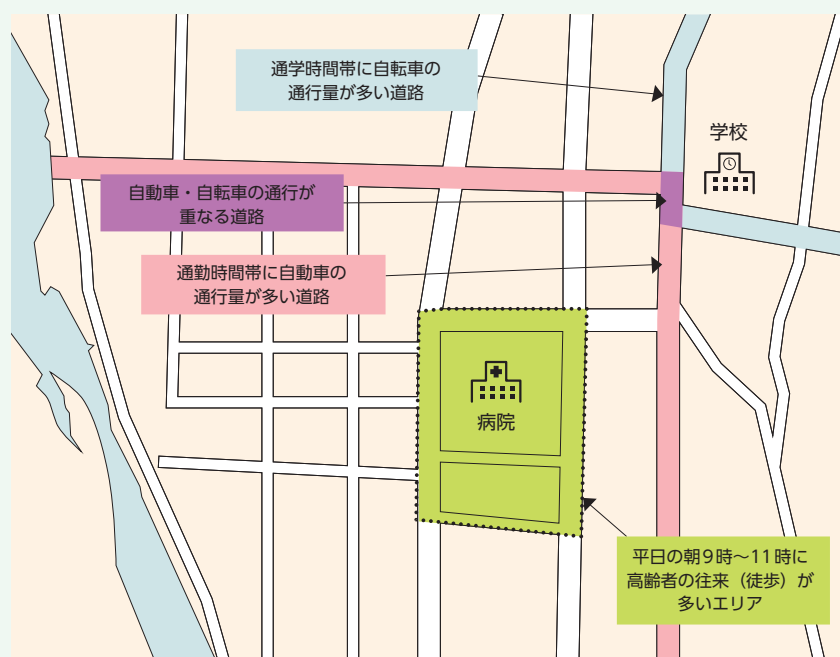 通学時間帯に自転車の
通行量が多い道路
学校
自動車・自転車の通行が
重なる道路
通勤時間帯に自動車の
通行量が多い道路
病院
平日の朝9時〜11時に
高齢者の往来（徒歩）が
多いエリア